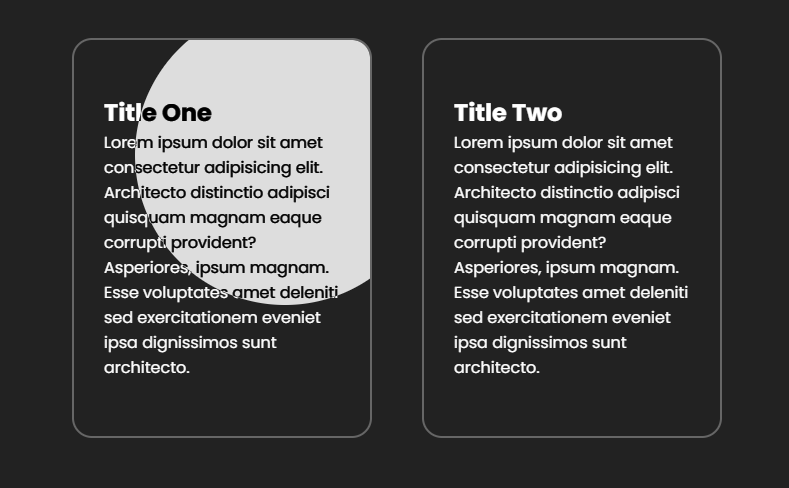 Title One
Lorem ipsum dolor sit amet
consectetur adipisicing elit.
Architecto distinctio adipisci
quisquam magnam eaque
corrupti provident?
Asperiores, ipsum magnam.
Esse voluptates amet deleniti
sed exercitationem eveniet
ipsa dignissimos sunt
architecto.
Title Two
Lorem ipsum dolor sit amet
consectetur adipisicing elit.
Architecto distinctio adipisci
quisquam magnam eaque
corrupti provident?
Asperiores, ipsum magnam.
Esse voluptates amet deleniti
sed exercitationem eveniet
ipsa dignissimos sunt
architecto.